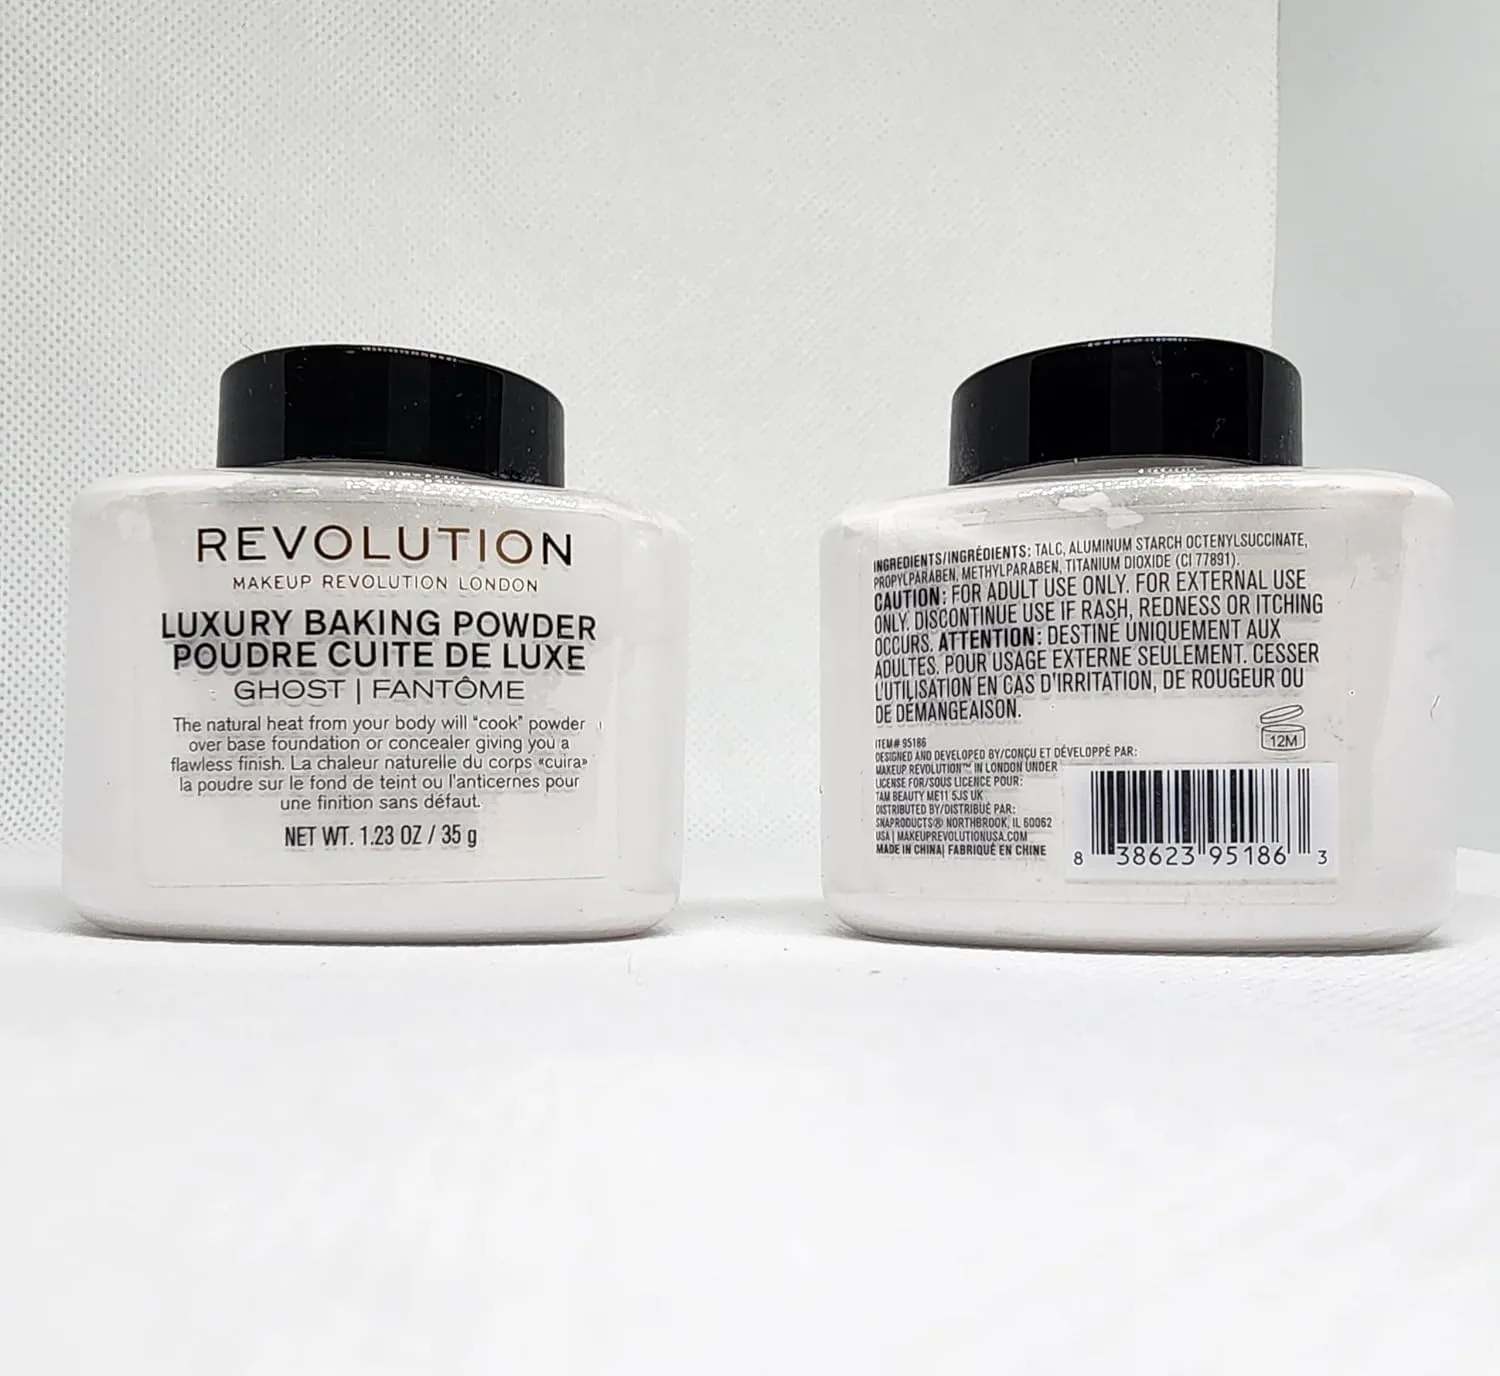 REVOLUTION
MAKEUP REVOLUTION LONDON
LUXURY BAKING POWDER
POUDRE CUITE DE LUXE
GHOST | FANTÔME
The natural heat from your body will "cook" powder
over base foundation or concealer giving you a
flawless finish. La chaleur naturelle du corps «cuira»
la poudre sur le fond de teint ou l'anticernes pour
une finition sans défaut.
NET WT. 1.23 OZ / 35 g
INGREDIENTS/INGRÉDIENTS: TALC, ALUMINUM STARCH OCTENYLSUCCINATE,
PROPYLPARABEN, METHYLPARABEN, TITANIUM DIOXIDE (CI 77891).
CAUTION: FOR ADULT USE ONLY. FOR EXTERNAL USE
ONLY. DISCONTINUE USE IF RASH, REDNESS OR ITCHING
OCCURS. ATTENTION: DESTINÉ UNIQUEMENT AUX
ADULTES. POUR USAGE EXTERNE SEULEMENT. CESSER
L'UTILISATION EN CAS D'IRRITATION, DE ROUGEUR OU
DE DÉMANGEAISON.
12M
ITEM# 95186
DESIGNED AND DEVELOPED BY/CONÇU ET DÉVELOPPÉ PAR:
MAKEUP REVOLUTION™ IN LONDON UNDER
LICENSE FOR/SOUS LICENCE POUR:
TAM BEAUTY ME11 5JS UK
DISTRIBUTED BY/DISTRIBUÉ PAR:
SNAPRODUCTS® NORTHBROOK, IL 60062
USA | MAKEUPREVOLUTIONUSA.COM
MADE IN CHINA| FABRIQUÉ EN CHINE
8 38623 95186 3